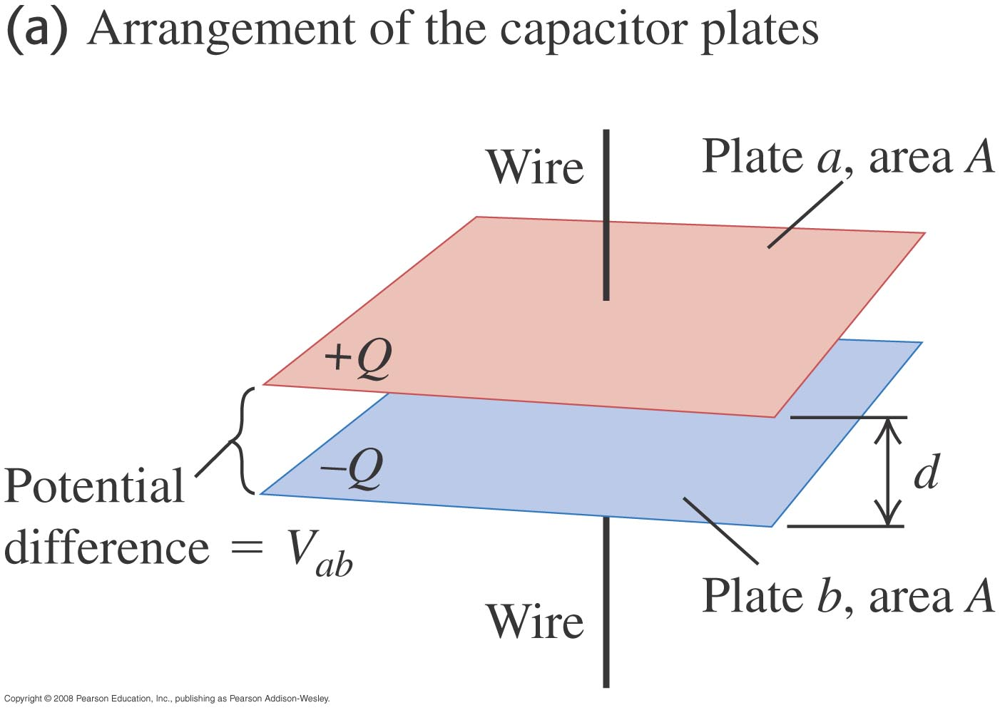 (a) Arrangement of the capacitor plates
Wire
Plate a, area A
+Q
−Q
Potential
difference = Vab
d
Plate b, area A
Wire
Copyright © 2008 Pearson Education, Inc., publishing as Pearson Addison-Wesley.